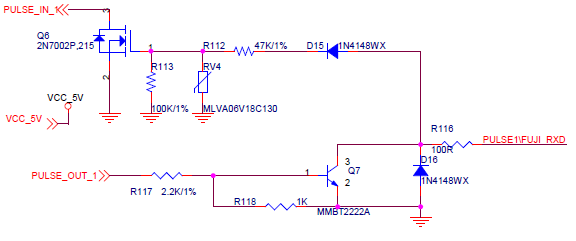 PULSE_IN_1
3
Q6
2N7002P,215
1
2
R112
47K/1%
D15
1N4148WX
R113
RV4
100K/1%
MLVA06V18C130
VCC_5V
VCC_5V
R116
PULSE1\FUJI_RXD
100R
PULSE_OUT_1
R117
2.2K/1%
1
3
Q7
2
D16
1N4148WX
R118
1K
MMBT2222A